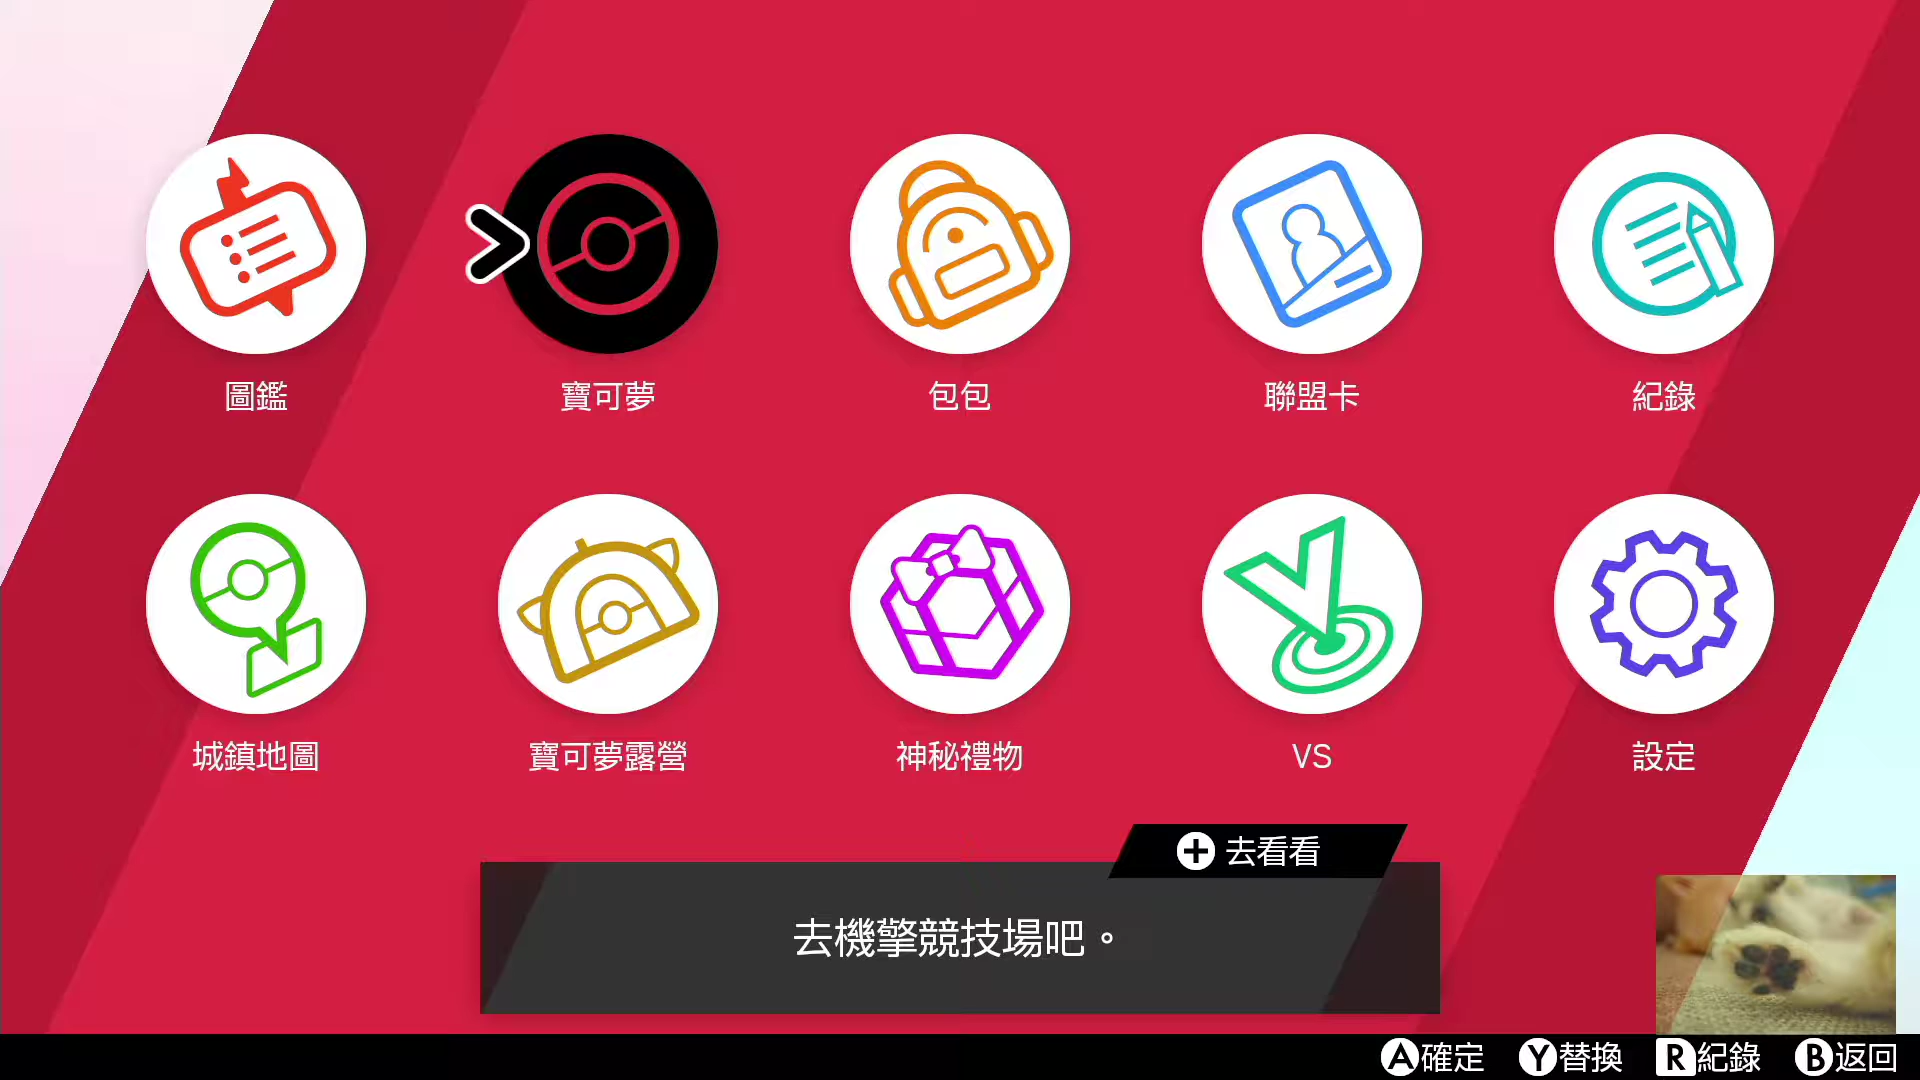 圖鑑
寶可夢
包包
聯盟卡
紀錄
城鎮地圖
寶可夢露營
神秘禮物
VS
設定
去看看
去機擎競技場吧。
A確定 Y替換 R紀錄 B返回